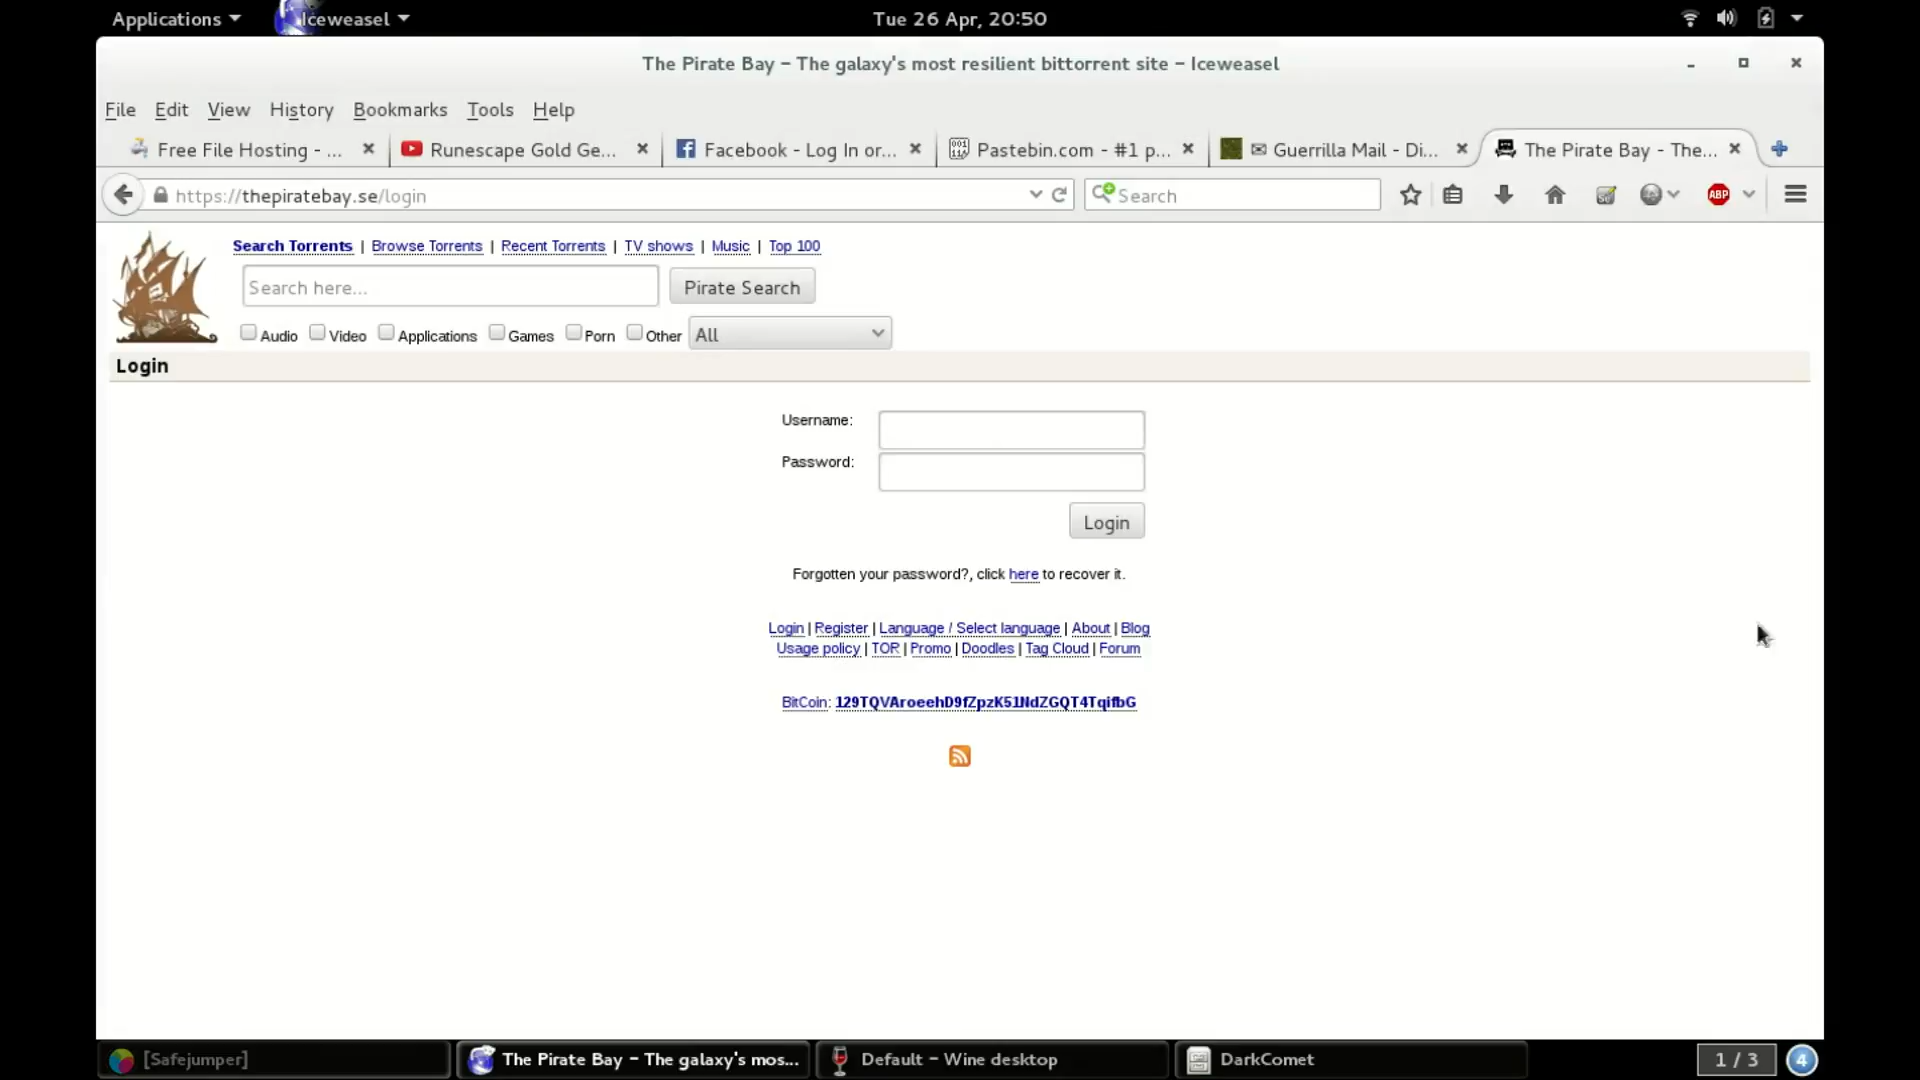 Applications Iceweasel Tue 26 Apr, 20:50
The Pirate Bay – The galaxy's most resilient bittorrent site – Iceweasel
File Edit View History Bookmarks Tools Help
Free File Hosting - ... Runescape Gold Ge... Facebook - Log In or... Pastebin.com - #1 p... Guerrilla Mail - Di... The Pirate Bay - The...
https://thepiratebay.se/login Search ABP
Search Torrents | Browse Torrents | Recent Torrents | TV shows | Music | Top 100
Search here... Pirate Search
Audio Video Applications Games Porn Other All
Login
Username:
Password:
Login
Forgotten your password?, click here to recover it.
Login | Register | Language / Select language | About | Blog
Usage policy | TOR | Promo | Doodles | Tag Cloud | Forum
BitCoin: 129TQVAroeehD9fZpzK51NdZGQT4TqifbG
[Safejumper] The Pirate Bay – The galaxy's mos... Default – Wine desktop DarkComet 1 / 3 4